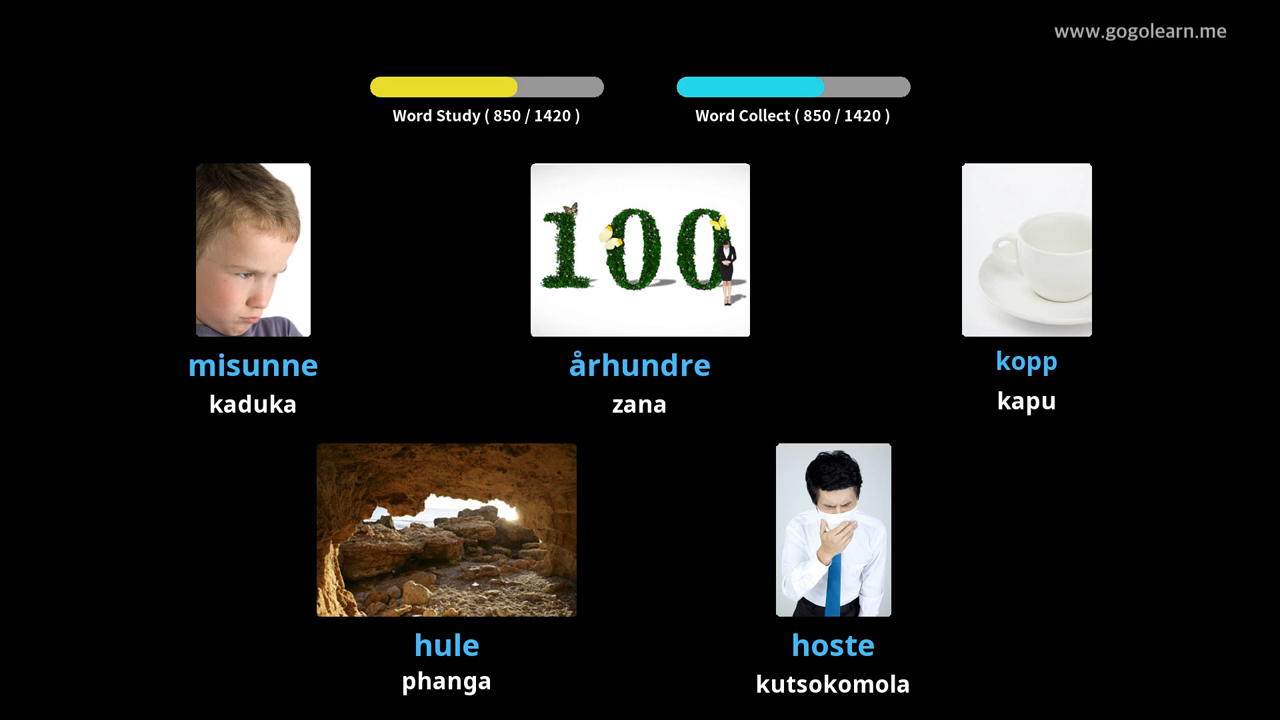 www.gogolearn.me
Word Study ( 850 / 1420 )
Word Collect ( 850 / 1420 )
100
misunne
kaduka
århundre
zana
kopp
kapu
hule
phanga
hoste
kutsokomola